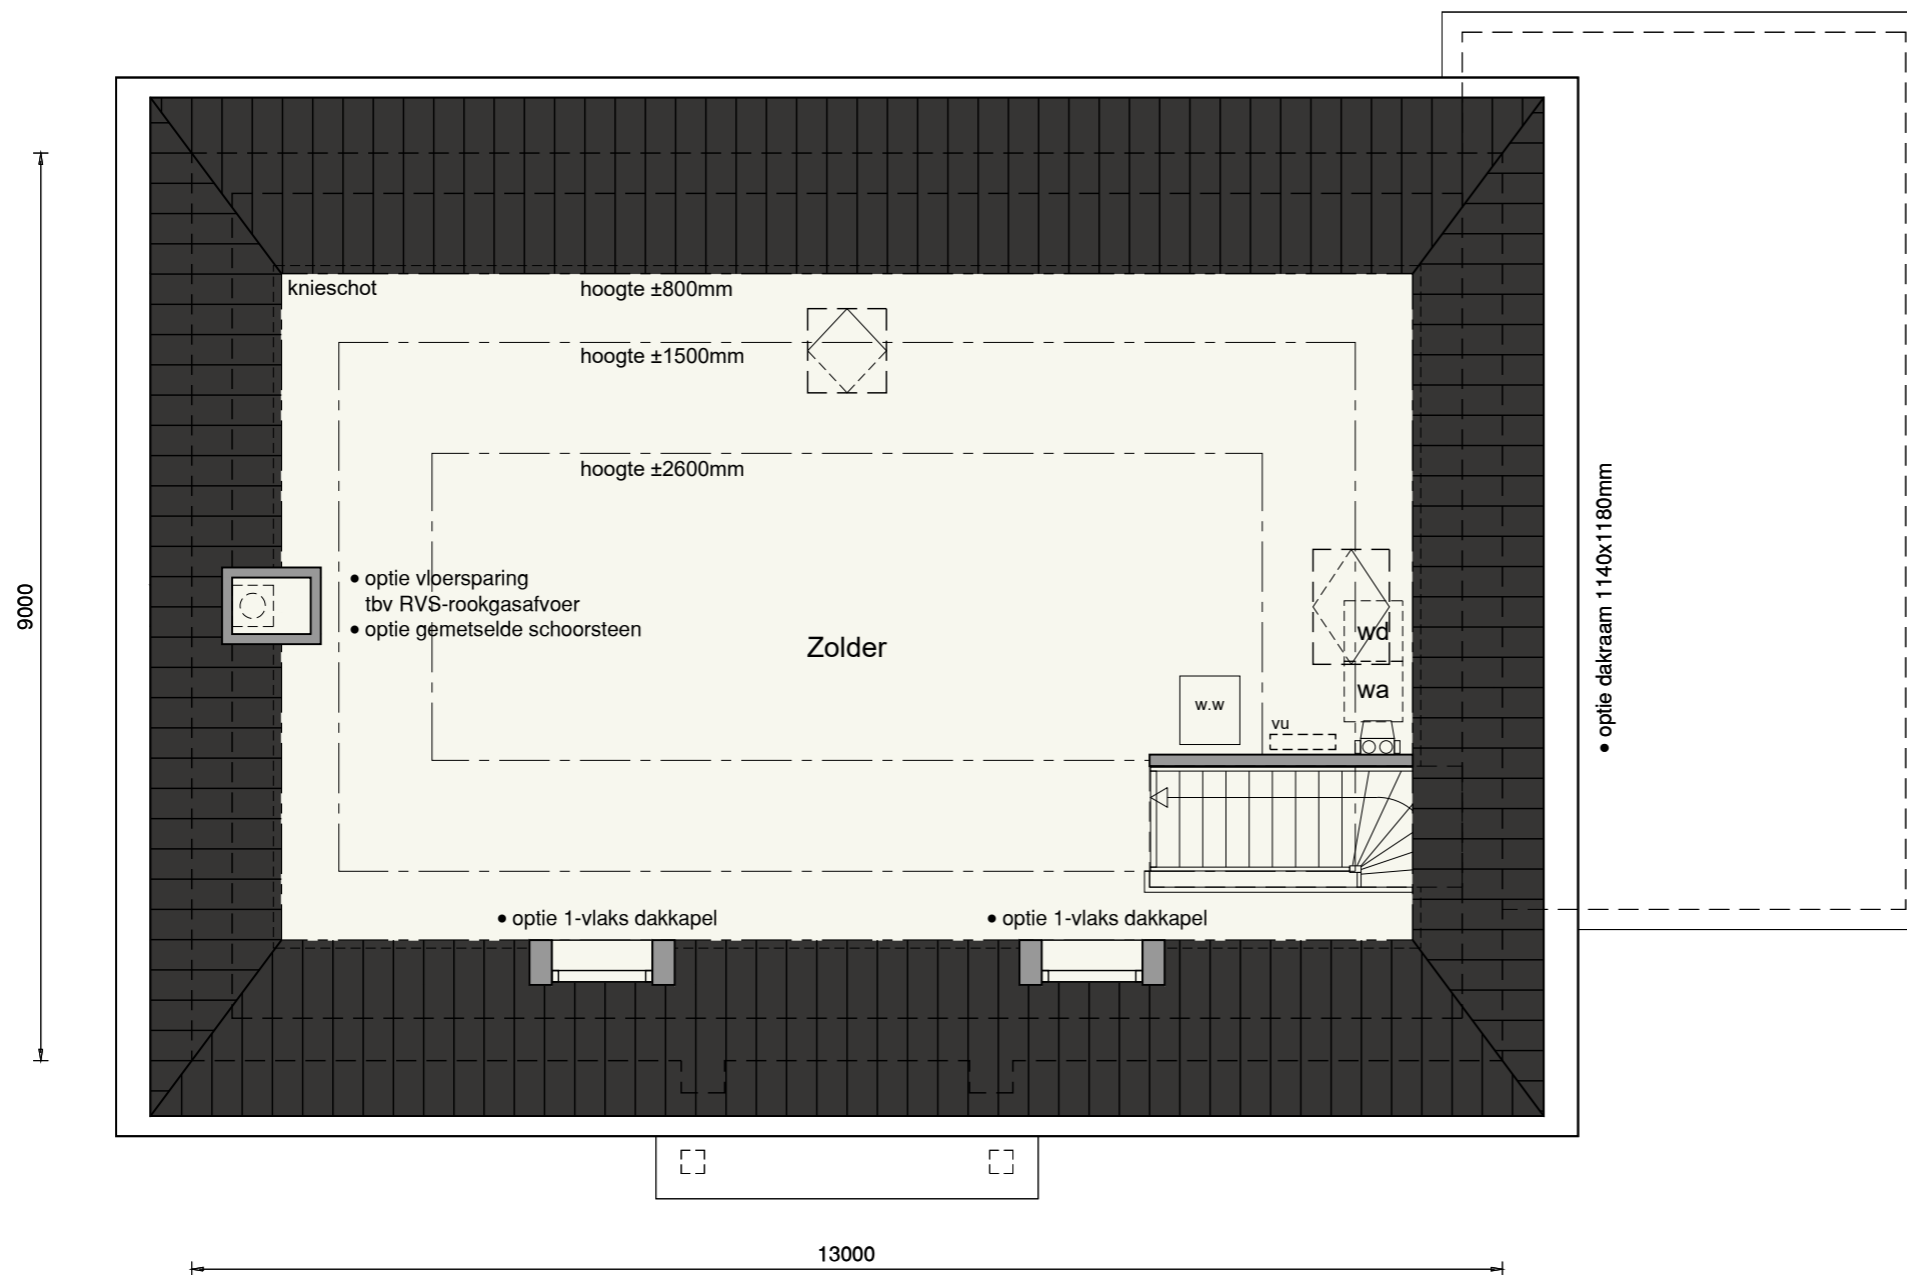 knieschot
hoogte ±800mm
hoogte ±1500mm
hoogte ±2600mm
• optie dakraam 1140x1180mm
9000
• optie vloersparing
tbv RVS-rookgasafvoer
• optie gemetselde schoorsteen
Zolder
wd
wa
w.w
vu
• optie 1-vlaks dakkapel
• optie 1-vlaks dakkapel
13000